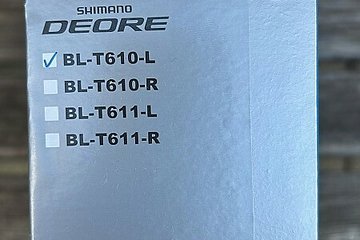 SHIMANO
DEORE
BL-T610-L
BL-T610-R
BL-T611-L
BL-T611-R